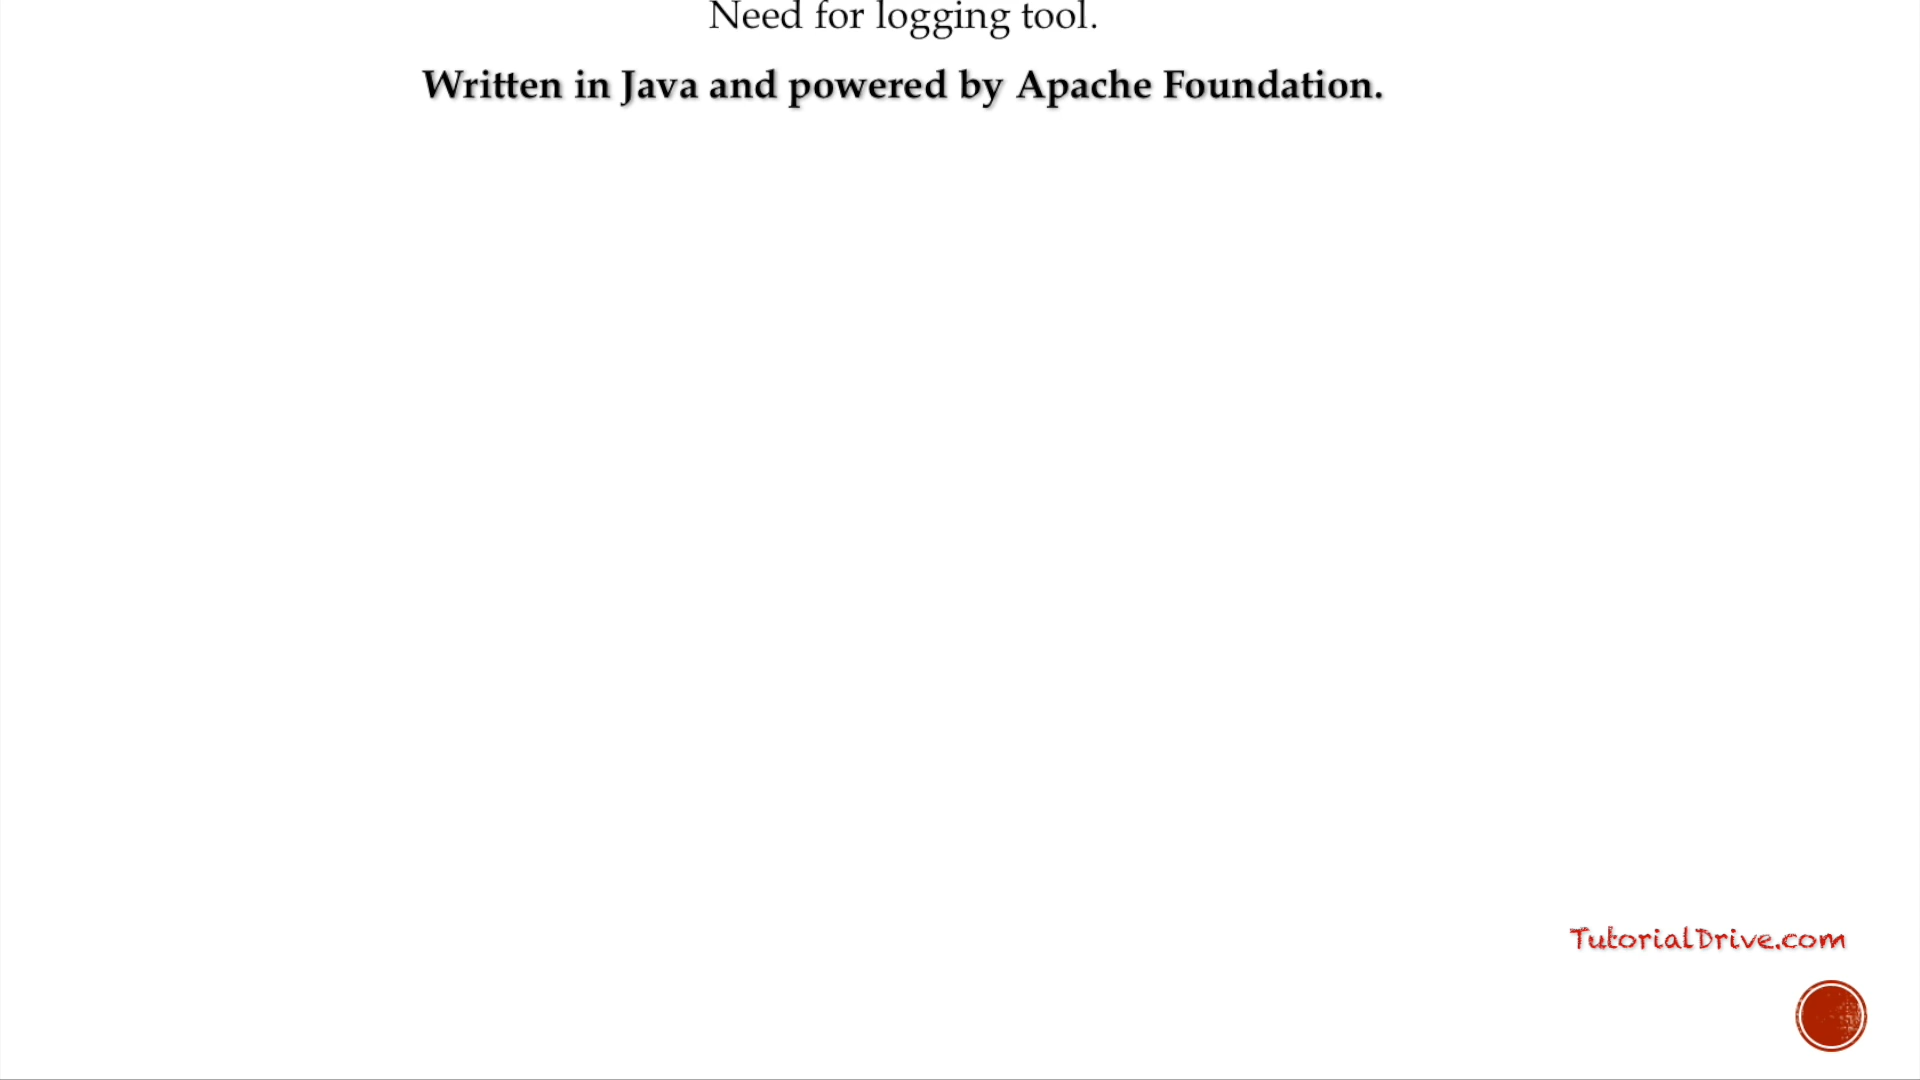 Need for logging tool.
Written in Java and powered by Apache Foundation.
TutorialDrive.com